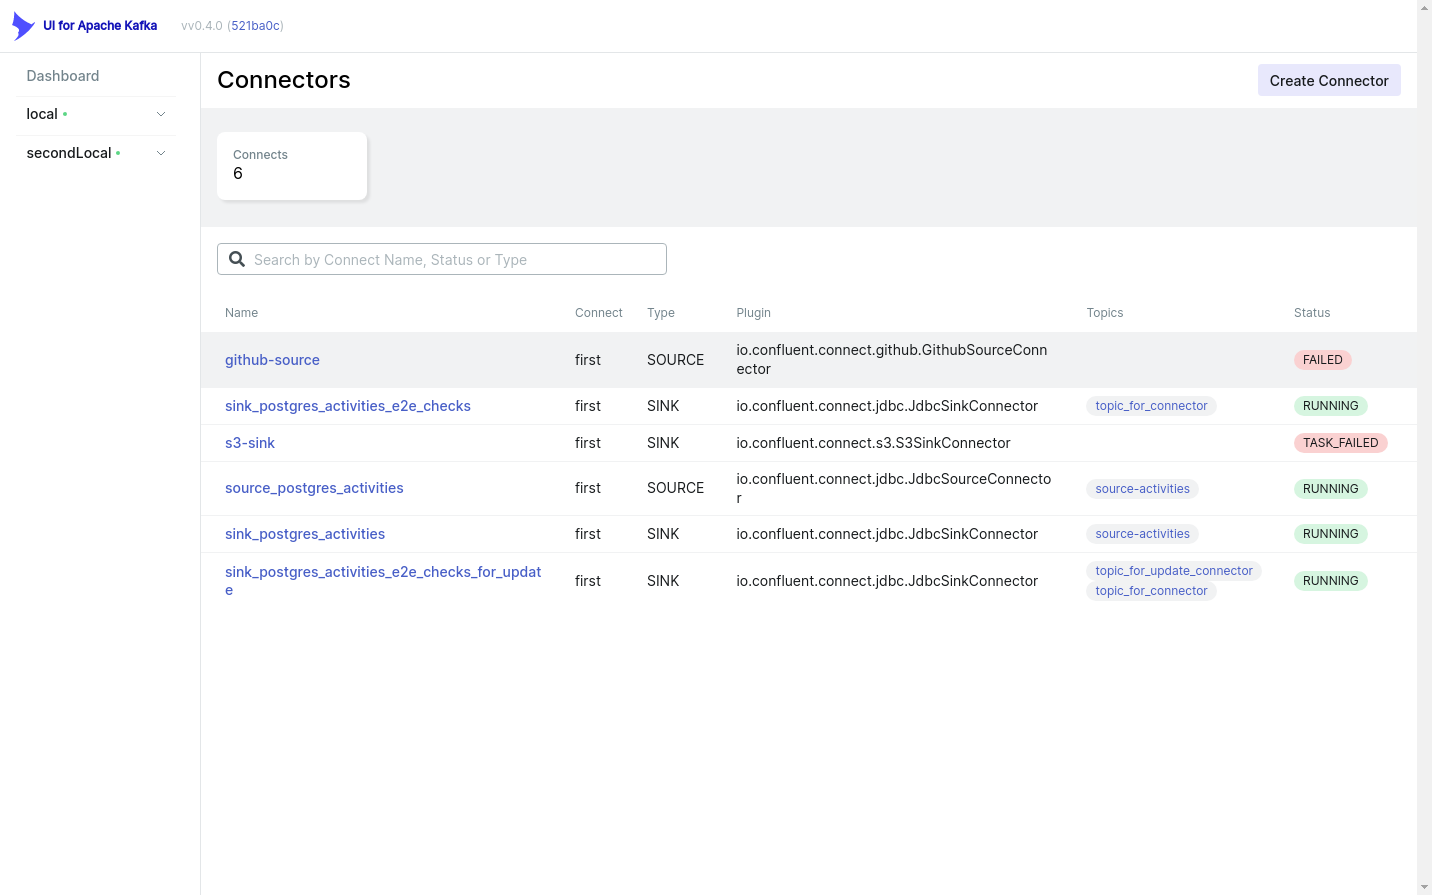 UI for Apache Kafka vv0.4.0 (521ba0c)
Dashboard
local
secondLocal
Connectors
Create Connector
Connects
6
Search by Connect Name, Status or Type
Name Connect Type Plugin Topics Status
github-source first SOURCE io.confluent.connect.github.GithubSourceConn
ector FAILED
sink_postgres_activities_e2e_checks first SINK io.confluent.connect.jdbc.JdbcSinkConnector topic_for_connector RUNNING
s3-sink first SINK io.confluent.connect.s3.S3SinkConnector TASK_FAILED
source_postgres_activities first SOURCE io.confluent.connect.jdbc.JdbcSourceConnecto
r source-activities RUNNING
sink_postgres_activities first SINK io.confluent.connect.jdbc.JdbcSinkConnector source-activities RUNNING
sink_postgres_activities_e2e_checks_for_updat
e first SINK io.confluent.connect.jdbc.JdbcSinkConnector topic_for_update_connector
topic_for_connector RUNNING